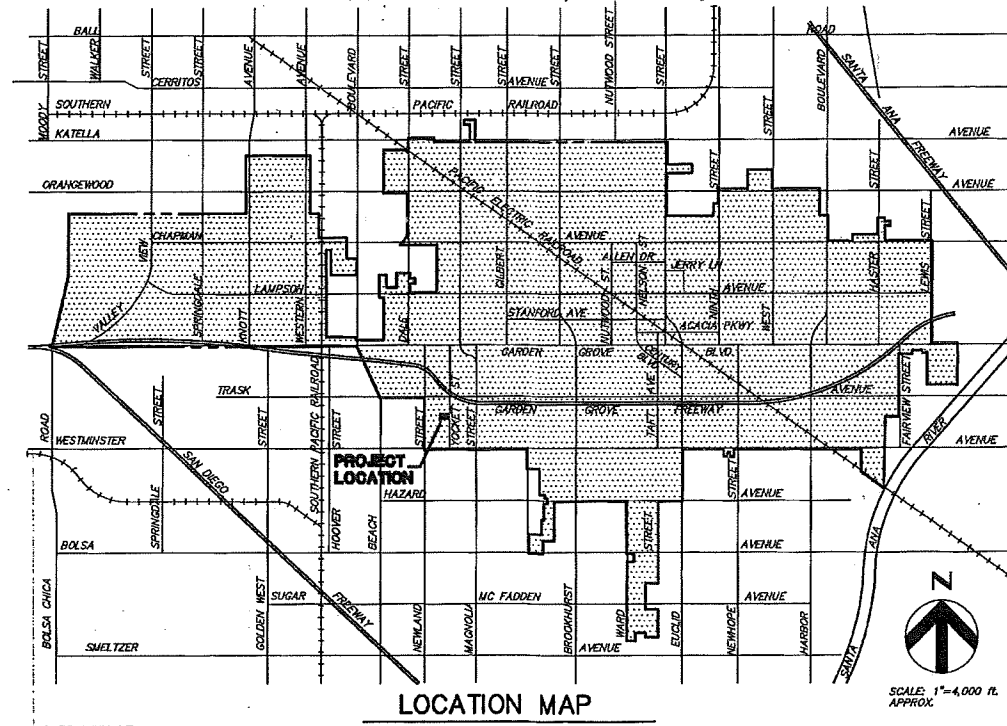 BALL
ROAD
STREET
WALKER
STREET
STREET
AVENUE
AVENUE
BOULEVARD
STREET
STREET
STREET
NUTWOOD STREET
STREET
BOULEVARD
SANTA ANA FREEWAY
CERRITOS
AVENUE
SOUTHERN
PACIFIC
RAILROAD
MOODY
STREET
KATELLA
AVENUE
PACIFIC ELECTRIC RAILROAD
STREET
STREET
ORANGEWOOD
AVENUE
STREET
CHAPMAN
AVENUE
VIEW
GILBERT
ALLEN DR
NELSON ST
JERRY LN
LAMPSON
AVENUE
VALLEY
SPRINGDALE
KNOTT
WESTERN
DALE
STANFORD AVE
NUTWOOD ST.
NINTH
WEST
HASTER
LEWIS
ACACIA PKWY
GARDEN GROVE BLVD.
CENTURY BLVD.
TRASK
AVENUE
STREET
STREET
SOUTHERN PACIFIC RAILROAD
STREET
STREET
YOCKEY ST
STREET
GARDEN GROVE FREEWAY
TAFT AVE
FAIRVIEW STREET
RIVER
ROAD
WESTMINSTER
AVENUE
SAN DIEGO
PROJECT
LOCATION
HAZARD
AVENUE
STREET
STREET
SPRINGDALE
HOOVER
BEACH
BOLSA
AVENUE
ANA
BOLSA CHICA
GOLDEN WEST
SUGAR
FREEWAY
MC FADDEN
AVENUE
NEWLAND
MAGNOLIA
BROOKHURST
WARD
EUCLID
NEWHOPE
HARBOR
SMELTZER
AVENUE
SANTA
N
SCALE: 1"=4,000 ft.
APPROX.
LOCATION MAP